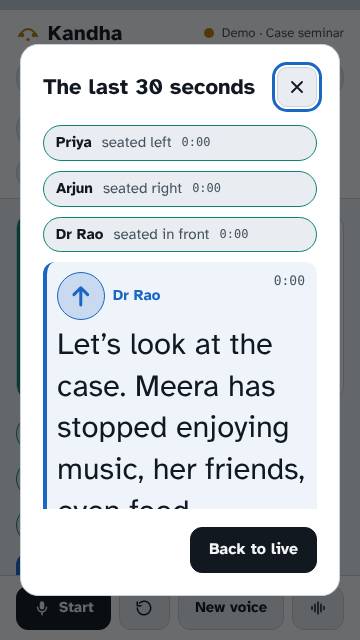 Kandha
Demo · Case seminar
The last 30 seconds
Priya seated left 0:00
Arjun seated right 0:00
Dr Rao seated in front 0:00
0:00
Dr Rao
Let’s look at the
case. Meera has
stopped enjoying
music, her friends,
even food
Back to live
Start
New voice